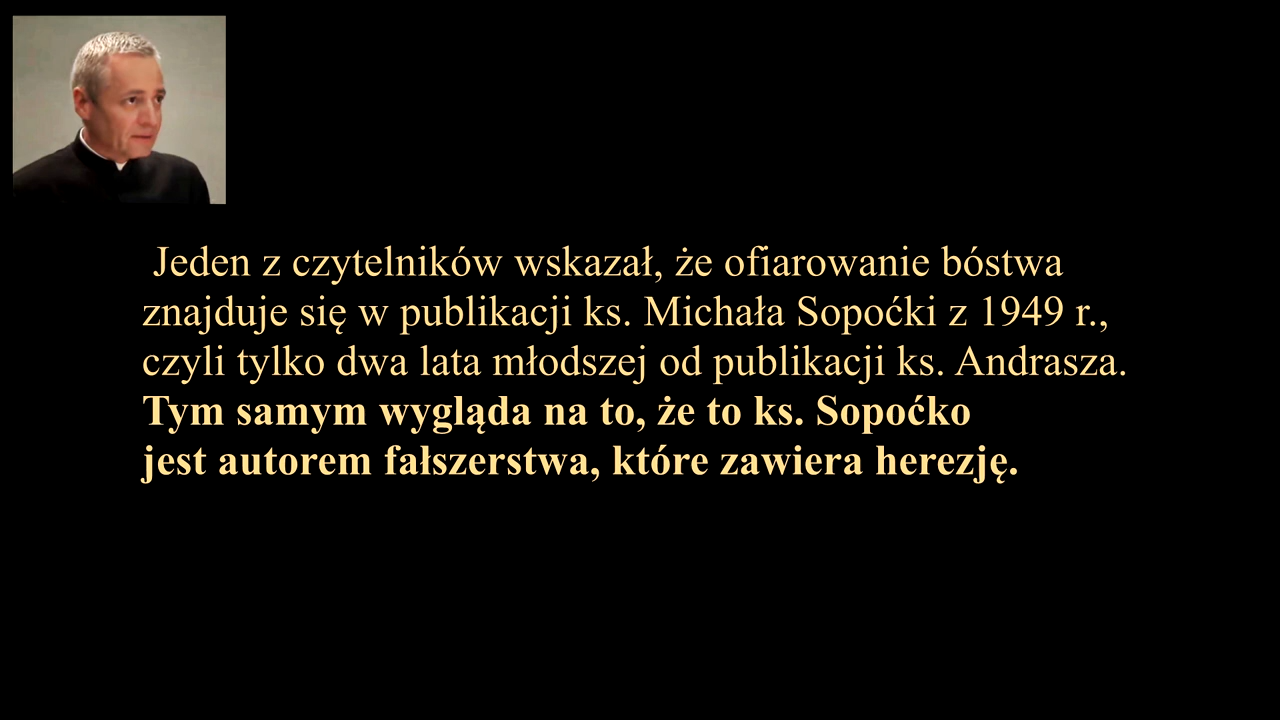 Jeden z czytelników wskazał, że ofiarowanie bóstwa
znajduje się w publikacji ks. Michała Sopoćki z 1949 r.,
czyli tylko dwa lata młodszej od publikacji ks. Andrasza.
Tym samym wygląda na to, że to ks. Sopoćko
jest autorem fałszerstwa, które zawiera herezję.